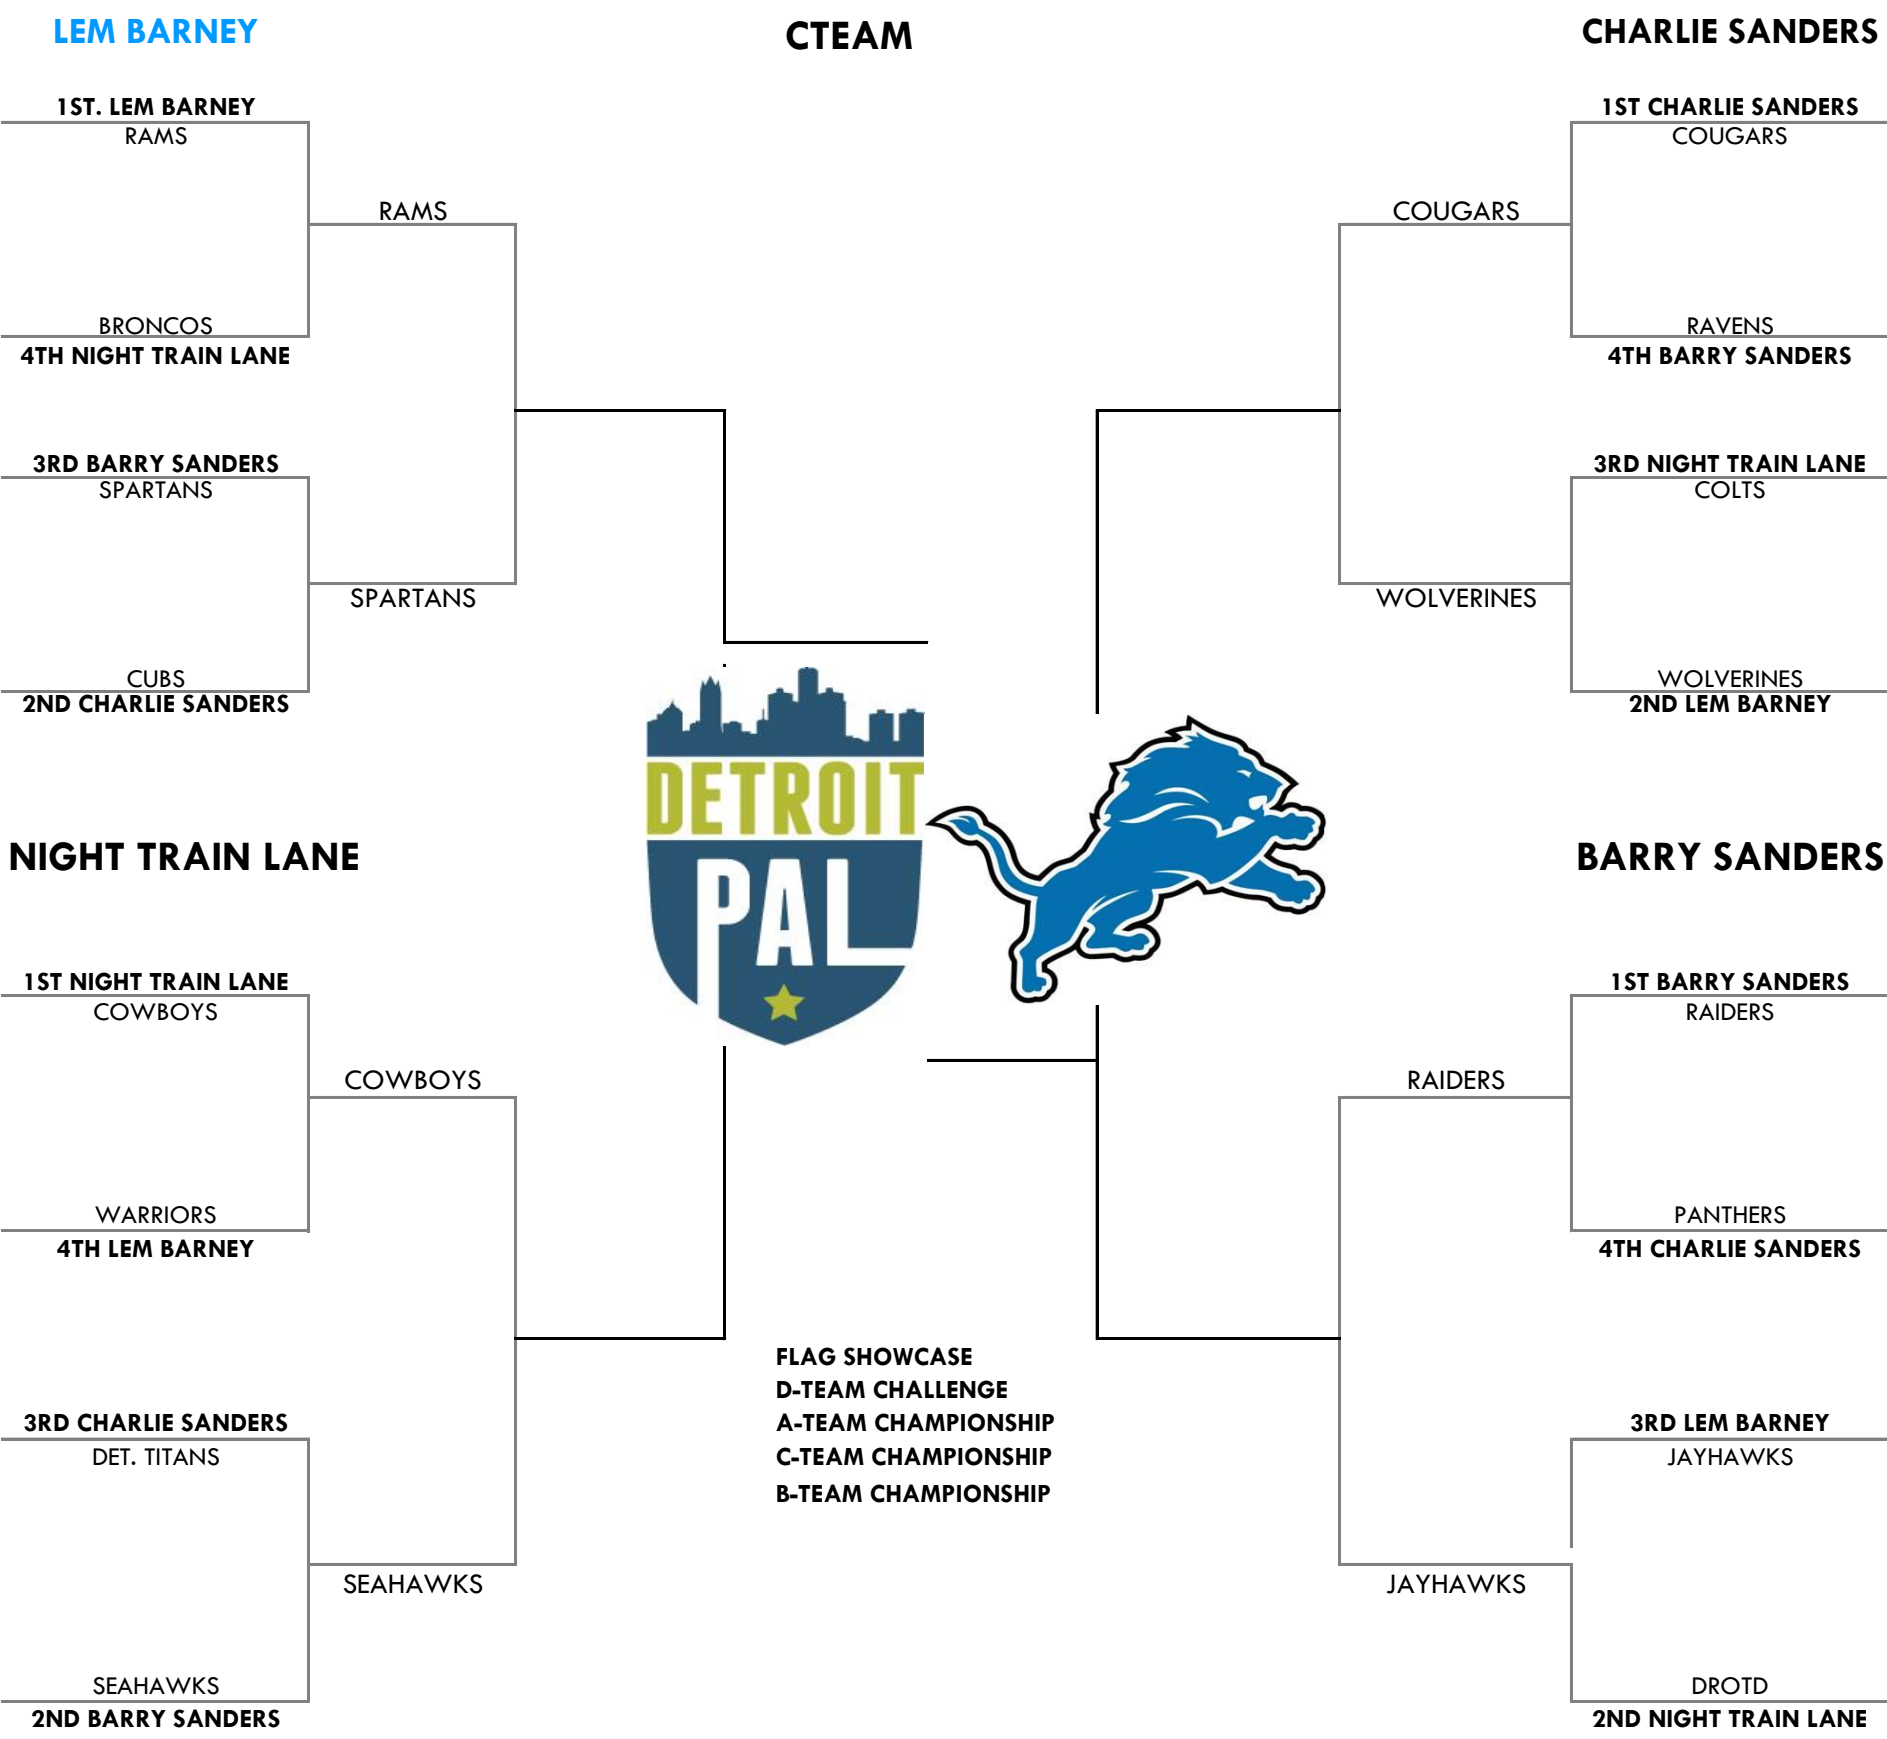 LEM BARNEY
CTEAM
CHARLIE SANDERS
1ST. LEM BARNEY
RAMS
RAMS
BRONCOS
4TH NIGHT TRAIN LANE
3RD BARRY SANDERS
SPARTANS
SPARTANS
CUBS
2ND CHARLIE SANDERS
1ST CHARLIE SANDERS
COUGARS
COUGARS
RAVENS
4TH BARRY SANDERS
3RD NIGHT TRAIN LANE
COLTS
WOLVERINES
WOLVERINES
2ND LEM BARNEY
DETROIT
PAL
NIGHT TRAIN LANE
BARRY SANDERS
1ST NIGHT TRAIN LANE
COWBOYS
COWBOYS
WARRIORS
4TH LEM BARNEY
3RD CHARLIE SANDERS
DET. TITANS
SEAHAWKS
SEAHAWKS
2ND BARRY SANDERS
FLAG SHOWCASE
D-TEAM CHALLENGE
A-TEAM CHAMPIONSHIP
C-TEAM CHAMPIONSHIP
B-TEAM CHAMPIONSHIP
1ST BARRY SANDERS
RAIDERS
RAIDERS
PANTHERS
4TH CHARLIE SANDERS
3RD LEM BARNEY
JAYHAWKS
JAYHAWKS
DROTD
2ND NIGHT TRAIN LANE